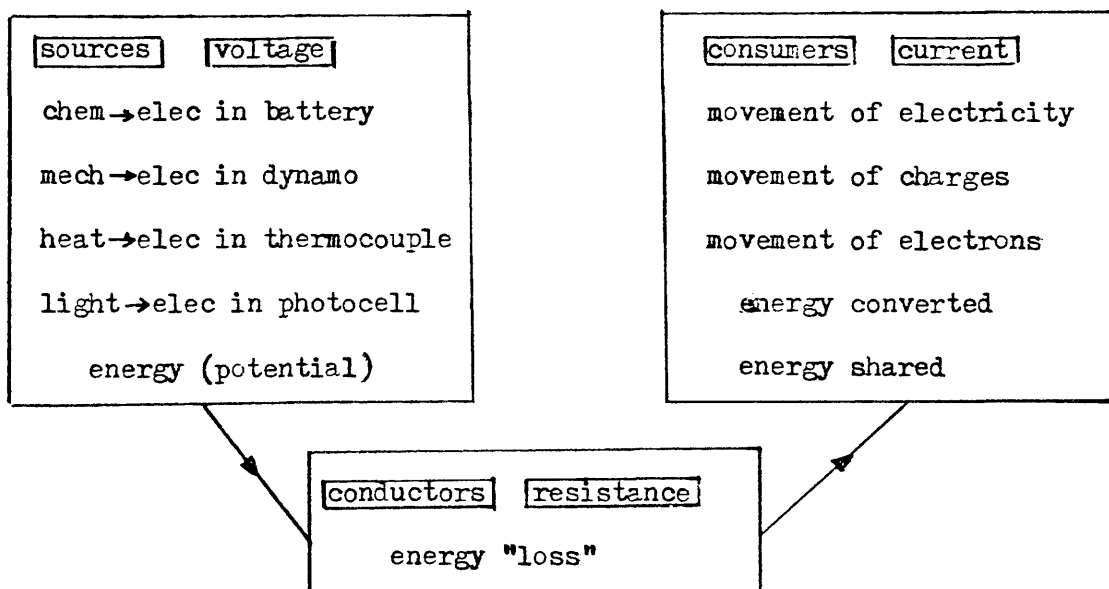 sources voltage
chem→elec in battery
mech→elec in dynamo
heat→elec in thermocouple
light→elec in photocell
energy (potential)
consumers current
movement of electricity
movement of charges
movement of electrons
energy converted
energy shared
conductors resistance
energy "loss"